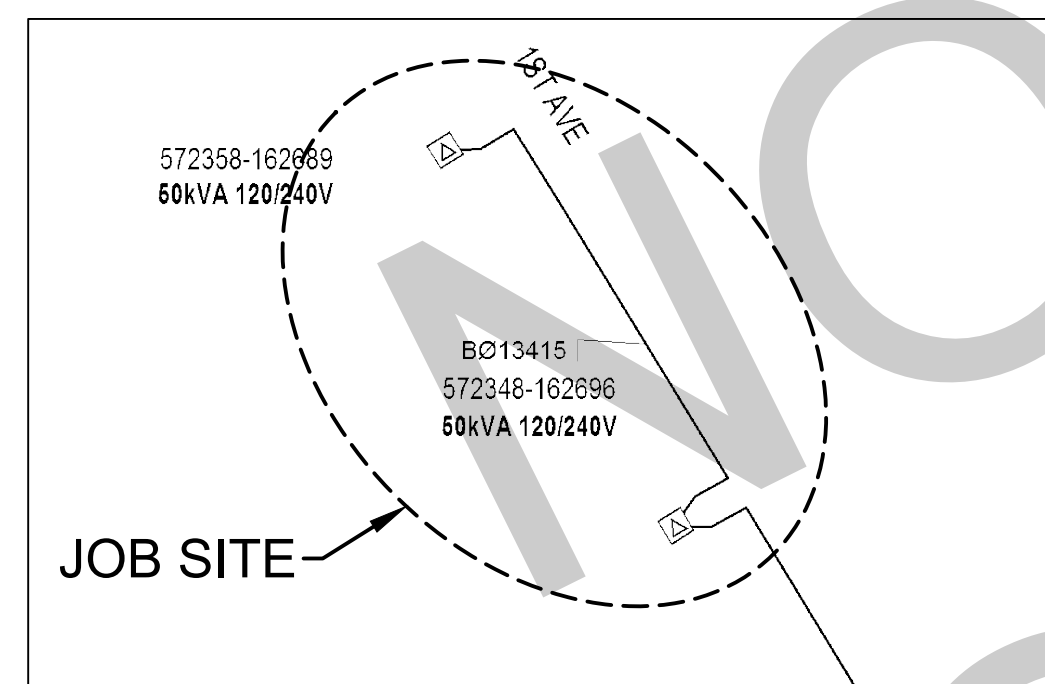 1ST AVE
572358-162689
50kVA 120/240V
BØ13415
572348-162696
50kVA 120/240V
JOB SITE